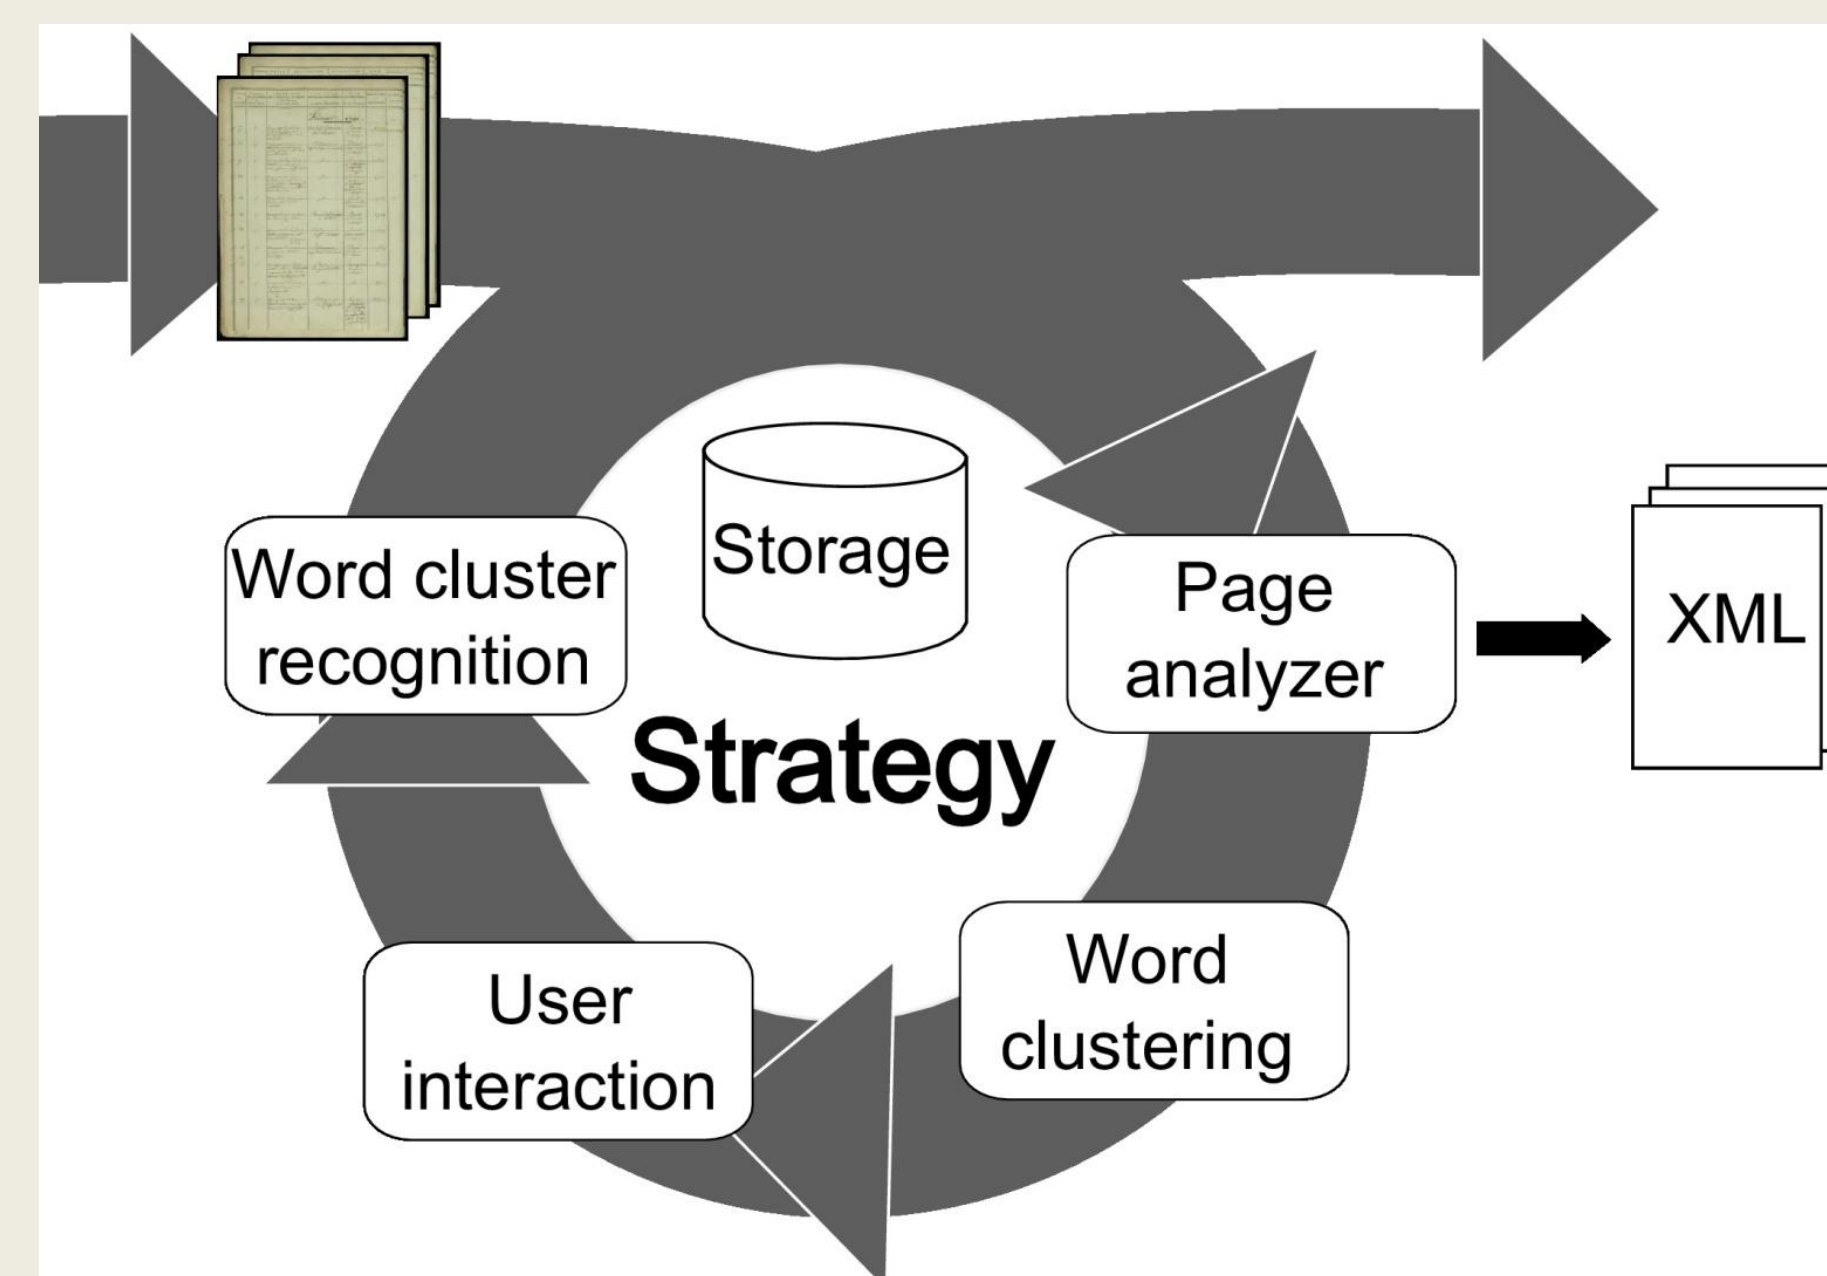 Storage
Word cluster
recognition
Page
analyzer
XML
Strategy
Word
clustering
User
interaction